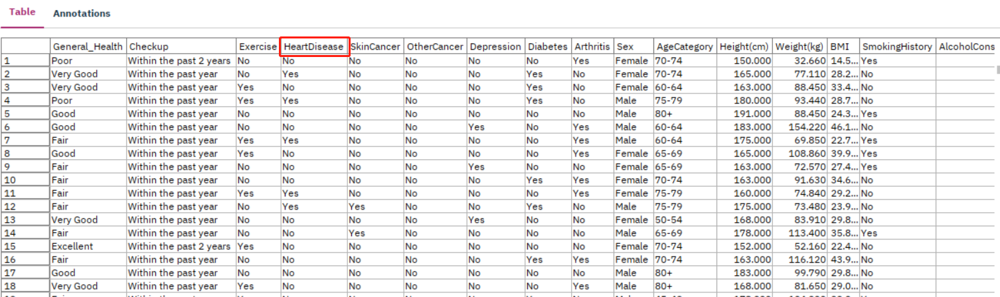 Table Annotations
General_Health Checkup Exercise HeartDisease SkinCancer OtherCancer Depression Diabetes Arthritis Sex AgeCategory Height(cm) Weight(kg) BMI SmokingHistory AlcoholCons
1 Poor Within the past 2 years No No No No No No Yes Female 70-74 150.000 32.660 14.5... Yes
2 Very Good Within the past year No Yes No No No Yes No Female 70-74 165.000 77.110 28.2... No
3 Very Good Within the past year Yes No No No No Yes No Female 60-64 163.000 88.450 33.4... No
4 Poor Within the past year Yes Yes No No No Yes No Male 75-79 180.000 93.440 28.7... No
5 Good Within the past year No No No No No No No Male 80+ 191.000 88.450 24.3... Yes
6 Good Within the past year No No No No Yes No Yes Male 60-64 183.000 154.220 46.1... No
7 Fair Within the past year Yes Yes No No No No Yes Male 60-64 175.000 69.850 22.7... Yes
8 Good Within the past year Yes No No No No No Yes Female 65-69 165.000 108.860 39.9... Yes
9 Fair Within the past year No No No No Yes No No Female 65-69 163.000 72.570 27.4... Yes
10 Fair Within the past year No No No No No Yes Yes Female 70-74 163.000 91.630 34.6... No
11 Fair Within the past year Yes Yes No No No No Yes Female 75-79 160.000 74.840 29.2... No
12 Fair Within the past year No Yes Yes No No Yes No Male 75-79 175.000 73.480 23.9... No
13 Very Good Within the past year No No No No Yes No No Female 50-54 168.000 83.910 29.8... No
14 Fair Within the past year No No Yes No No No No Male 65-69 178.000 113.400 35.8... Yes
15 Excellent Within the past 2 years Yes No No No No No No Female 70-74 152.000 52.160 22.4... No
16 Fair Within the past year No No No No No Yes Yes Female 70-74 163.000 116.120 43.9... No
17 Good Within the past year No No No No No No No Male 80+ 183.000 99.790 29.8... No
18 Very Good Within the past year Yes No No No No No Yes Male 80+ 168.000 81.650 29.0... No